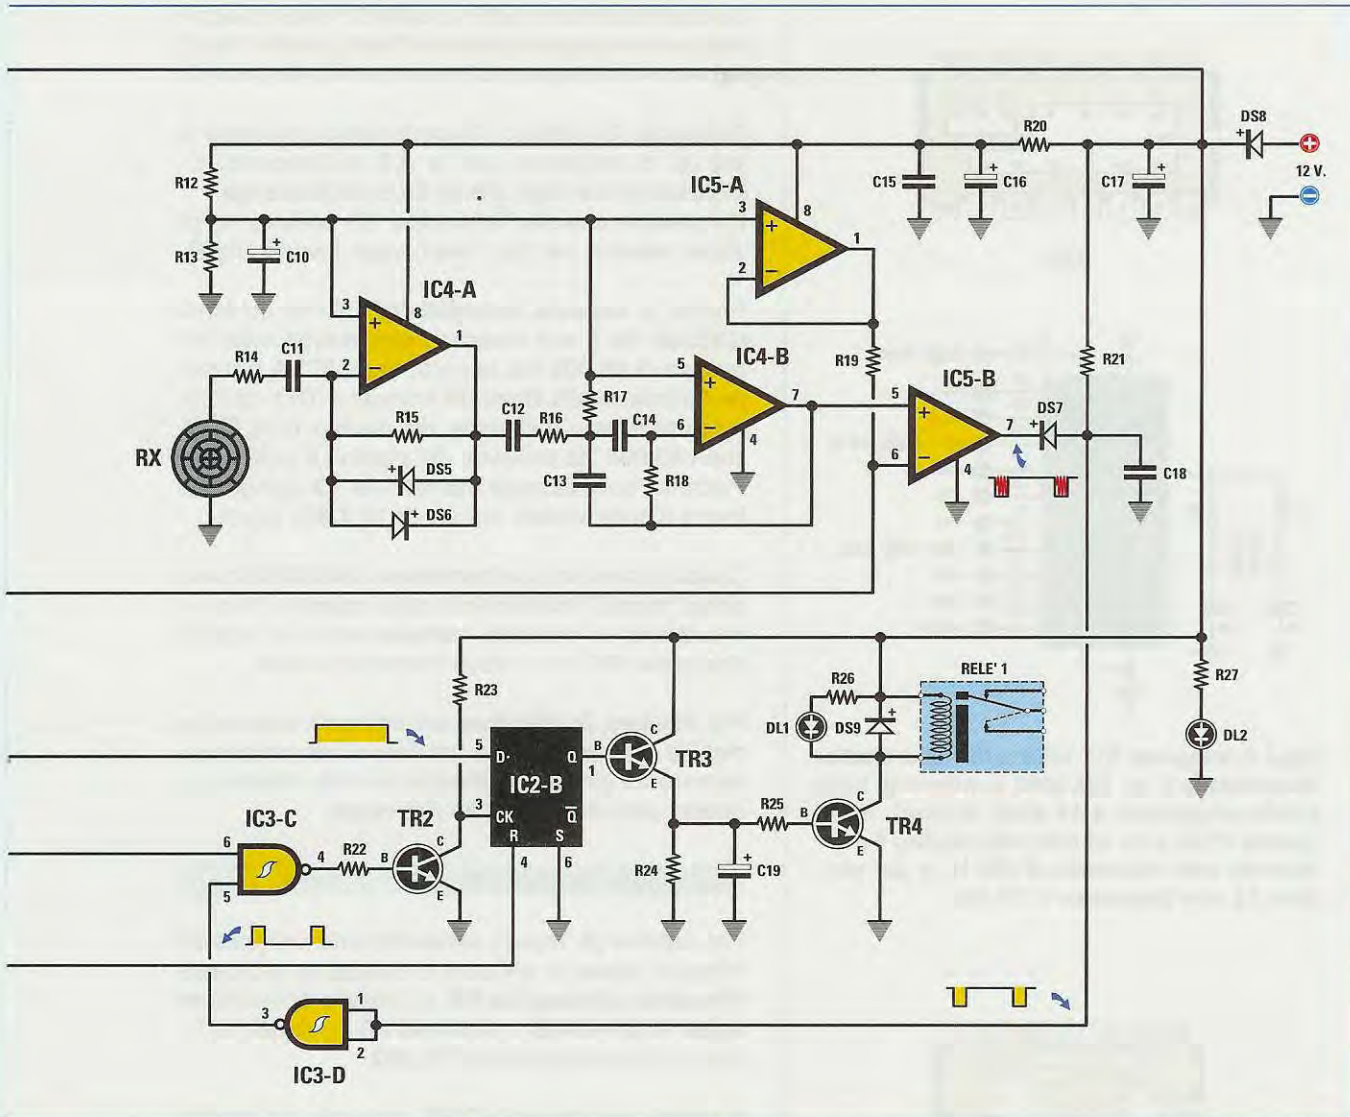 DS8
R20
12 V.
R12
IC5-A
C15
+
C16
C17
+
3
8
1
2
R13
+
C10
IC4-A
3
8
1
2
R14
C11
IC4-B
R19
IC5-B
R21
5
7
6
4
R17
C14
C12
R16
R15
5
7
6
4
DS7
+
C18
RX
DS5
+
DS6
+
C13
R18
RELE' 1
R23
R26
R27
DL1
DS9
+
DL2
5
D·
Q
1
B
C
E
TR3
IC2-B
3
CK
Q̅
R
S
4
6
IC3-C
6
5
4
R22
TR2
B
C
E
R25
B
C
E
TR4
R24
+
C19
3
1
2
IC3-D